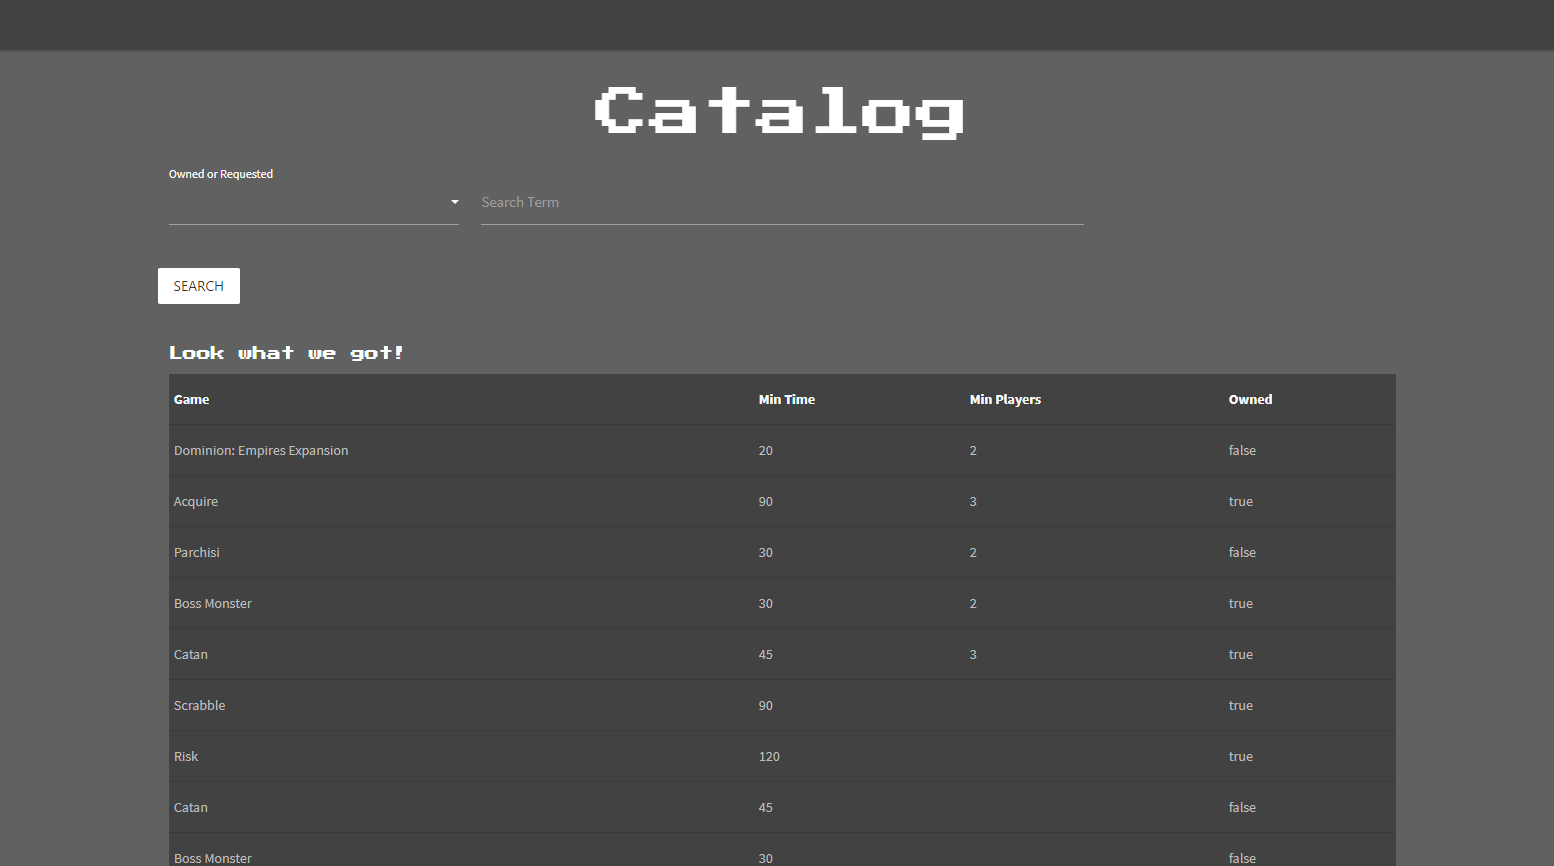 Catalog
Owned or Requested
Search Term
SEARCH
Look what we got!
Game Min Time Min Players Owned
Dominion: Empires Expansion 20 2 false
Acquire 90 3 true
Parchisi 30 2 false
Boss Monster 30 2 true
Catan 45 3 true
Scrabble 90 true
Risk 120 true
Catan 45 false
Boss Monster 30 false